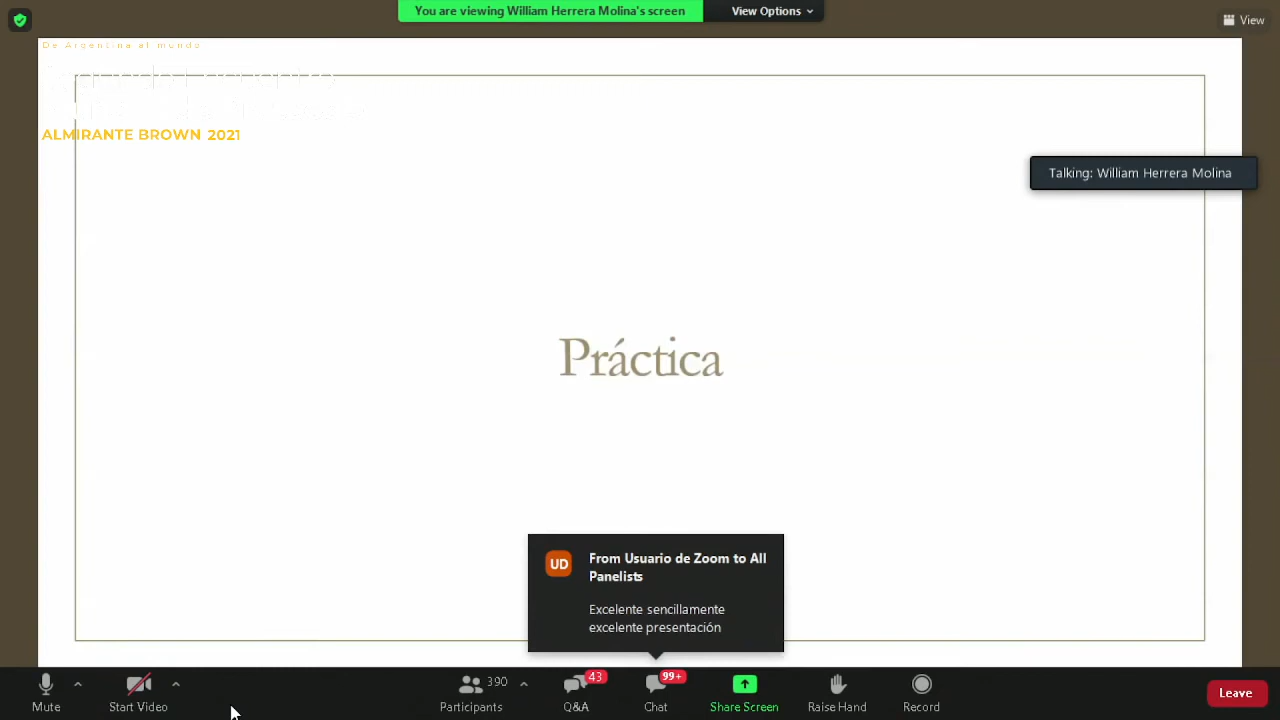 You are viewing William Herrera Molina's screen
View Options
View
De Argentina al mundo
ALMIRANTE BROWN 2021
Talking: William Herrera Molina
Práctica
UD
From Usuario de Zoom to All
Panelists
Excelente sencillamente
excelente presentación
Mute
Start Video
390
Participants
43
Q&A
99+
Chat
Share Screen
Raise Hand
Record
Leave